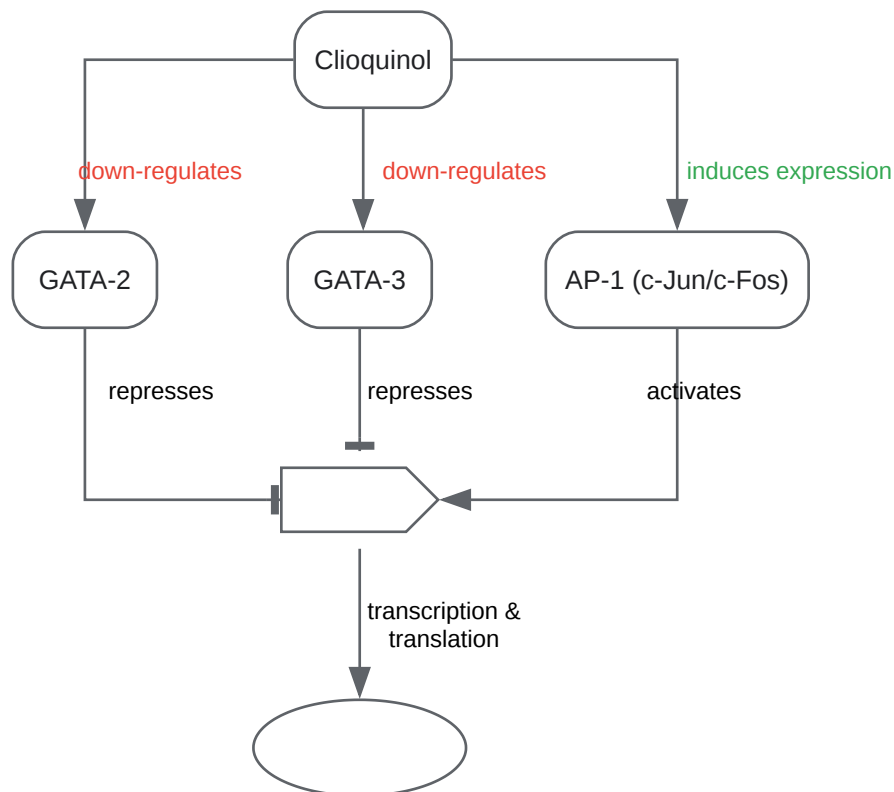 Clioquinol
down-regulates
down-regulates
induces expression
GATA-2
GATA-3
AP-1 (c-Jun/c-Fos)
represses
represses
activates
transcription &
translation